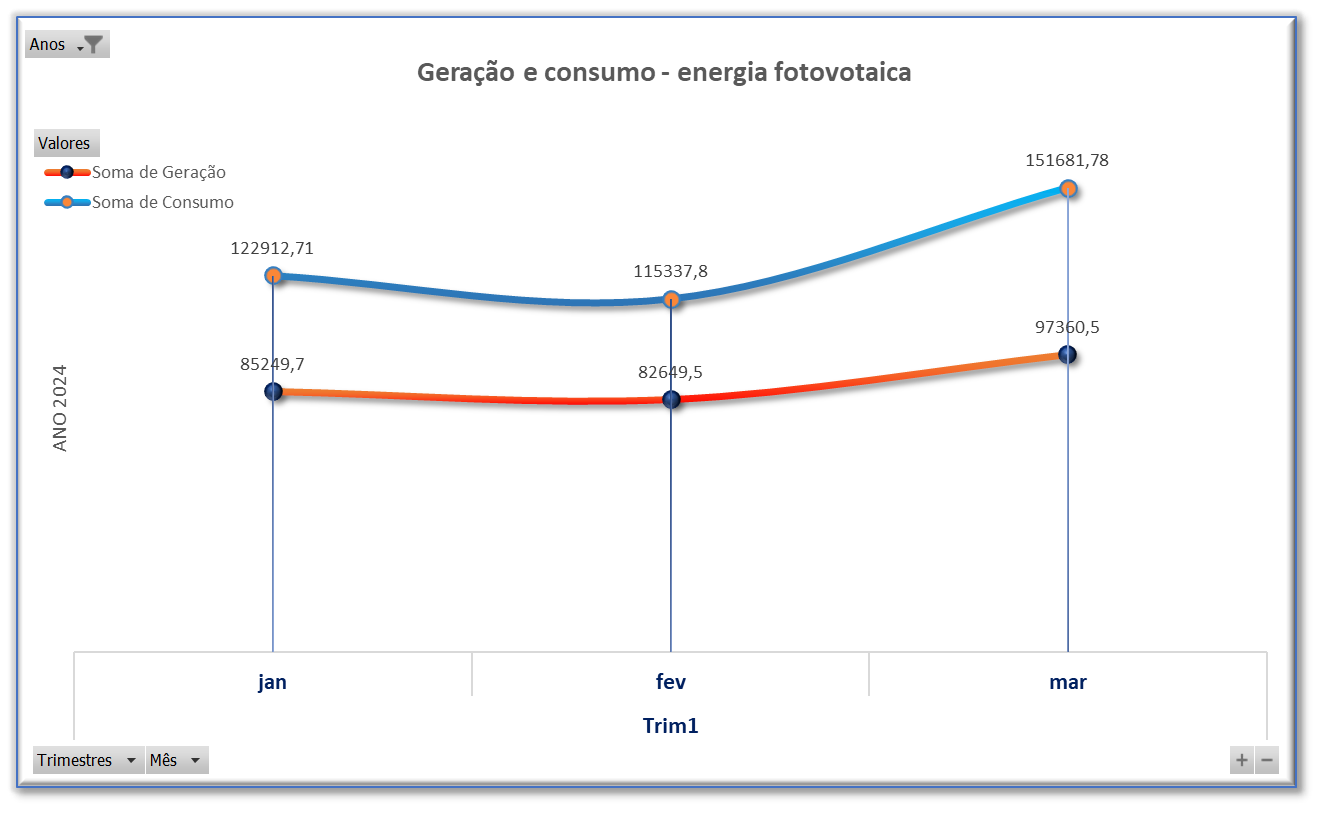 Anos
Geração e consumo - energia fotovotaica
Valores
Soma de Geração
Soma de Consumo
151681,78
122912,71
115337,8
97360,5
85249,7
82649,5
ANO 2024
jan
fev
mar
Trim1
Trimestres
Mês
+
−